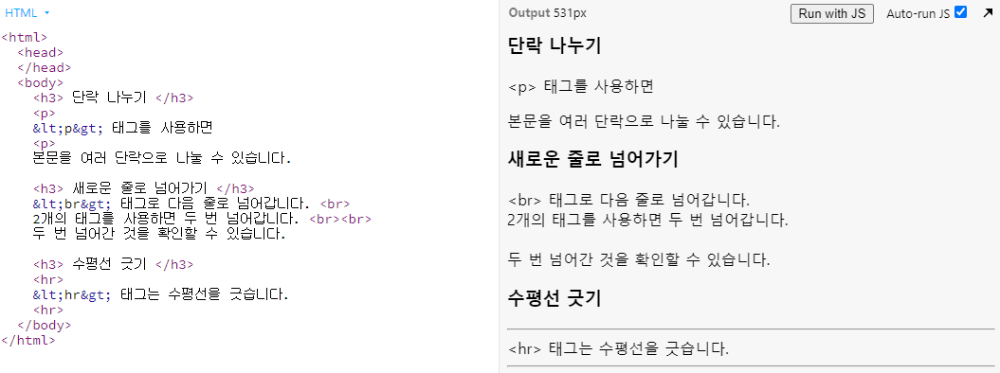 HTML
<html>
<head>
</head>
<body>
<h3> 단락 나누기 </h3>
<p>
&lt;p&gt; 태그를 사용하면
<p>
본문을 여러 단락으로 나눌 수 있습니다.
<h3> 새로운 줄로 넘어가기 </h3>
&lt;br&gt; 태그로 다음 줄로 넘어갑니다. <br>
2개의 태그를 사용하면 두 번 넘어갑니다. <br><br>
두 번 넘어간 것을 확인할 수 있습니다.
<h3> 수평선 긋기 </h3>
<hr>
&lt;hr&gt; 태그는 수평선을 긋습니다.
<hr>
</body>
</html>
Output 531px
Run with JS
Auto-run JS
단락 나누기
<p> 태그를 사용하면
본문을 여러 단락으로 나눌 수 있습니다.
새로운 줄로 넘어가기
<br> 태그로 다음 줄로 넘어갑니다.
2개의 태그를 사용하면 두 번 넘어갑니다.
두 번 넘어간 것을 확인할 수 있습니다.
수평선 긋기
<hr> 태그는 수평선을 긋습니다.